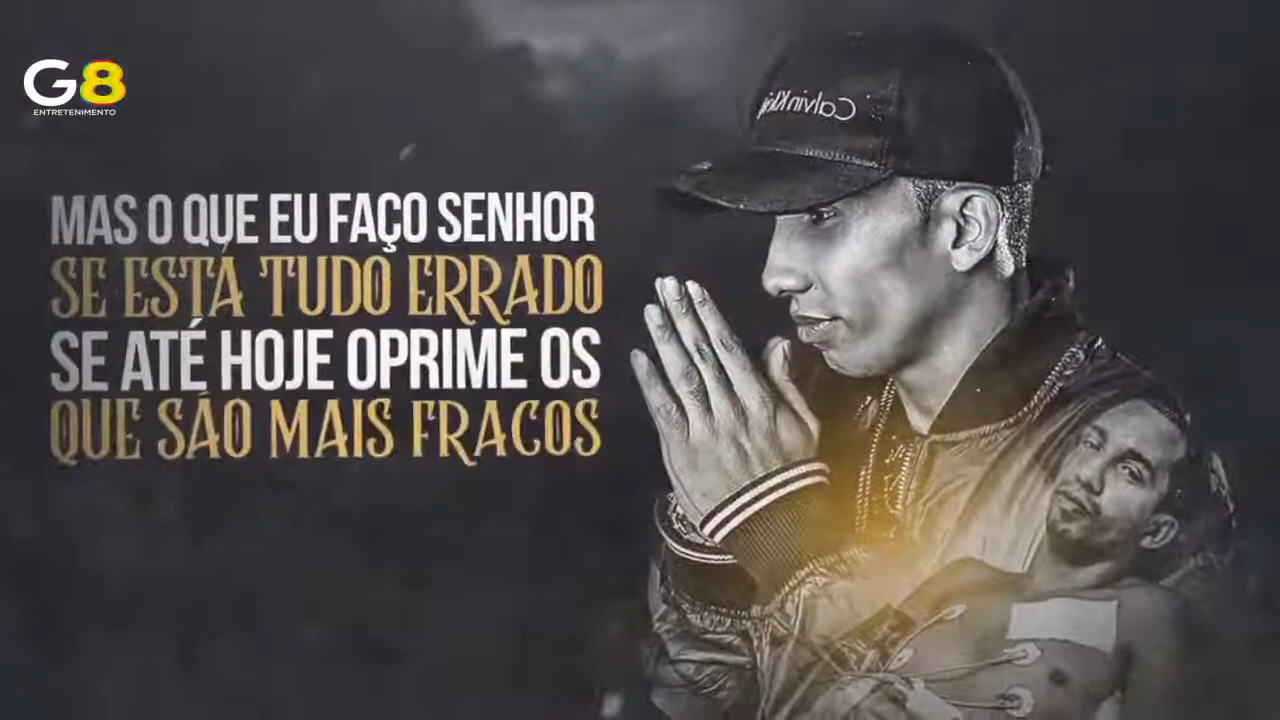 G8
ENTRETENIMENTO
Calvin Klein
MAS O QUE EU FAÇO SENHOR
SE ESTÁ TUDO ERRADO
SE ATÉ HOJE OPRIME OS
QUE SÃO MAIS FRACOS